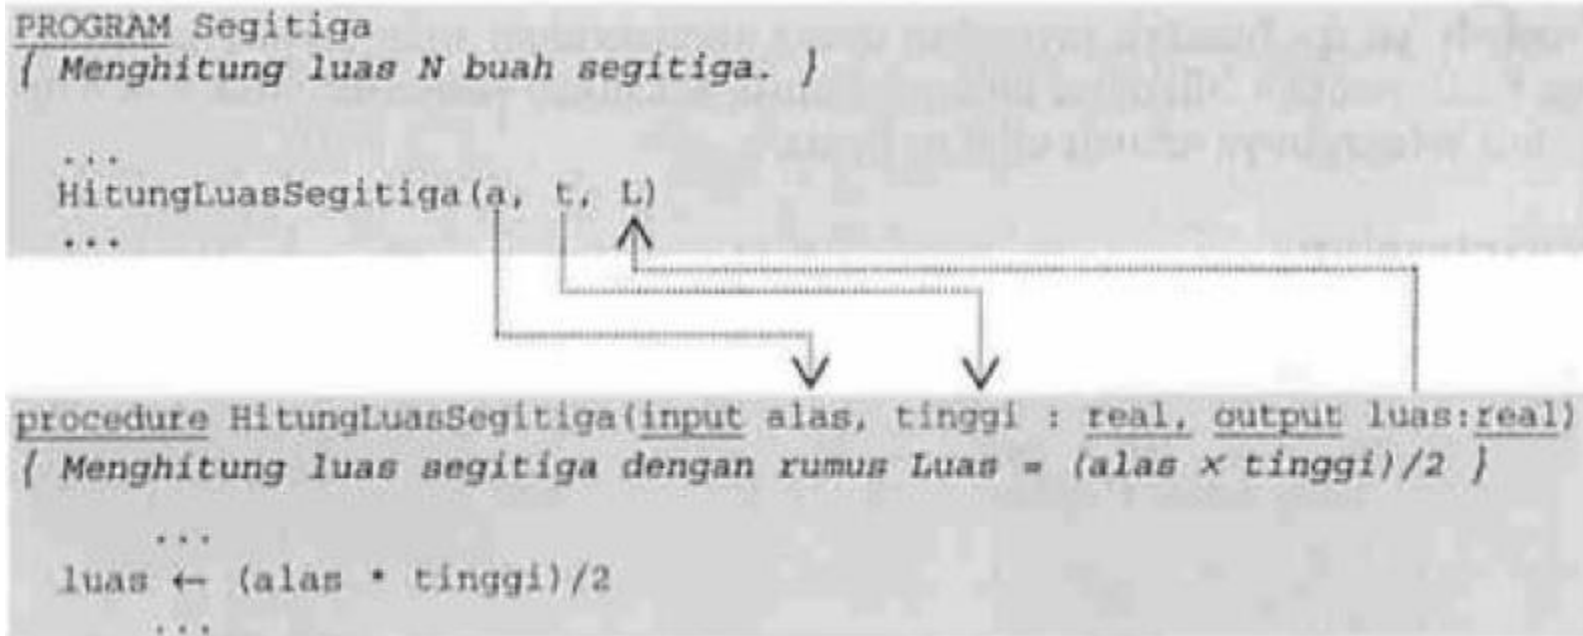 PROGRAM Segitiga
{ Menghitung luas N buah segitiga. }
...
HitungLuasSegitiga(a, t, L)
...
procedure HitungLuasSegitiga(input alas, tinggi : real, output luas:real)
{ Menghitung luas segitiga dengan rumus Luas = (alas × tinggi)/2 }
...
luas ← (alas * tinggi)/2
...